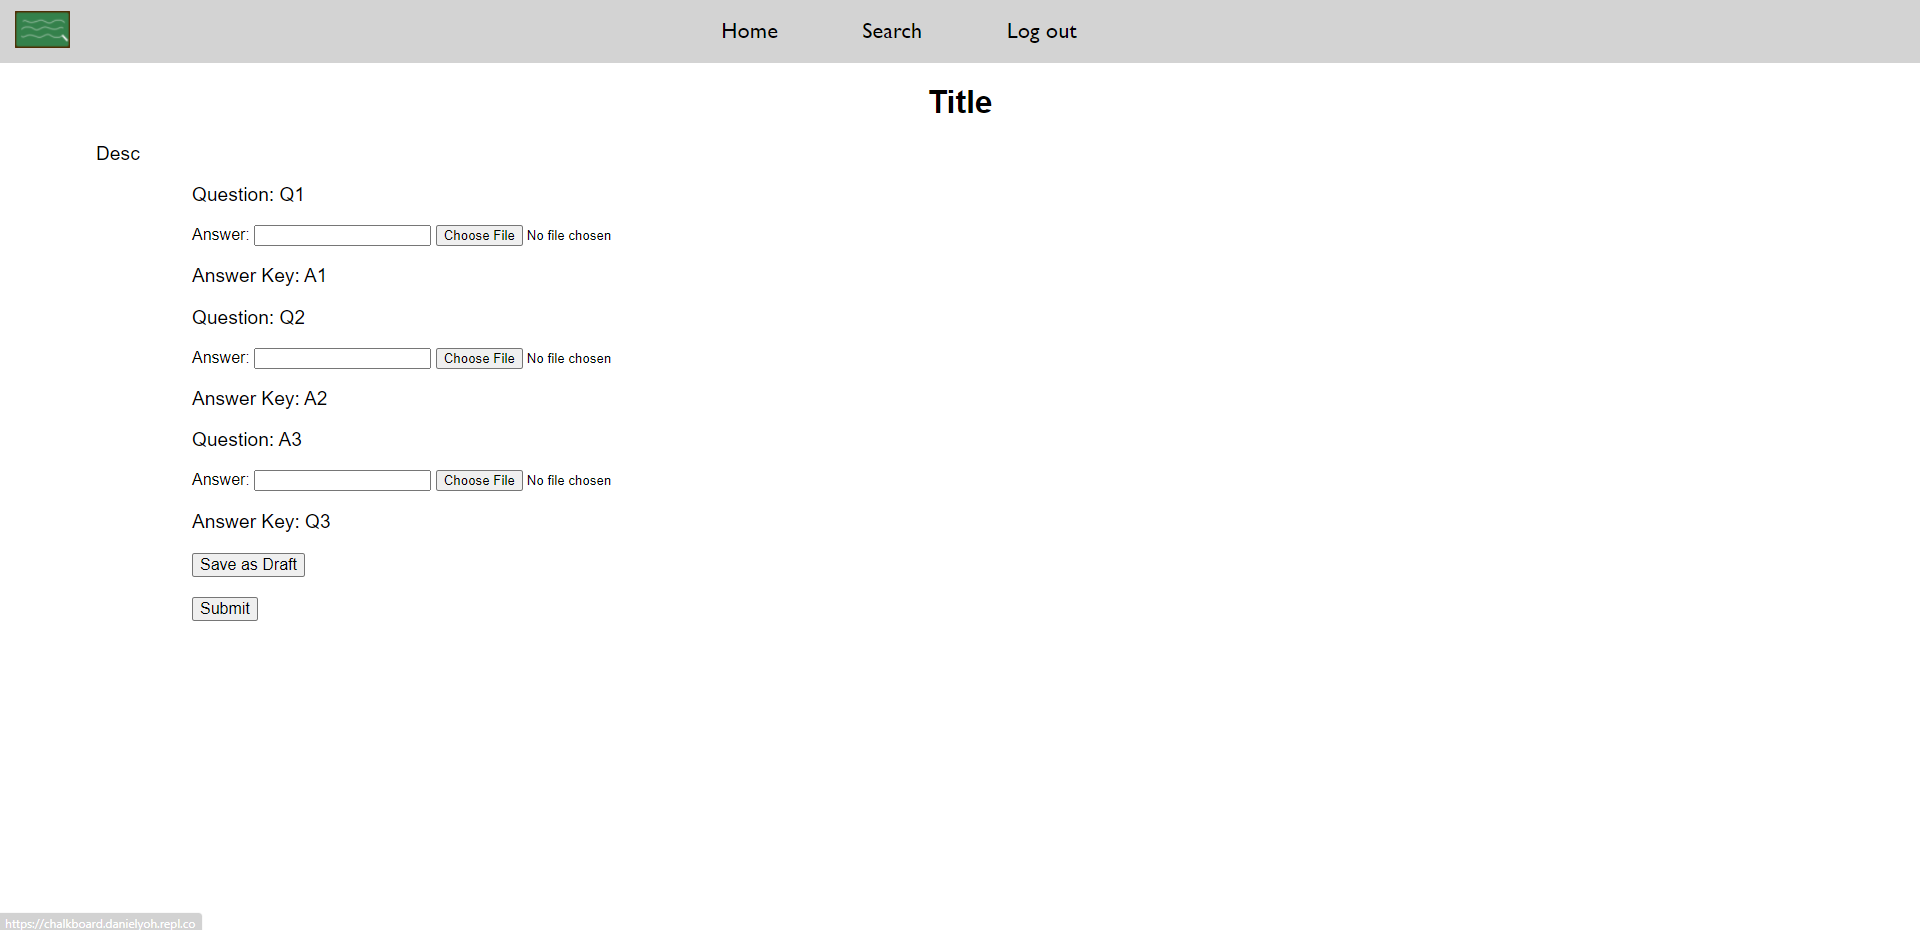 Home Search Log out
Title
Desc
Question: Q1
Answer: Choose File No file chosen
Answer Key: A1
Question: Q2
Answer: Choose File No file chosen
Answer Key: A2
Question: A3
Answer: Choose File No file chosen
Answer Key: Q3
Save as Draft
Submit
https://chalkboard.danielyoh.repl.co